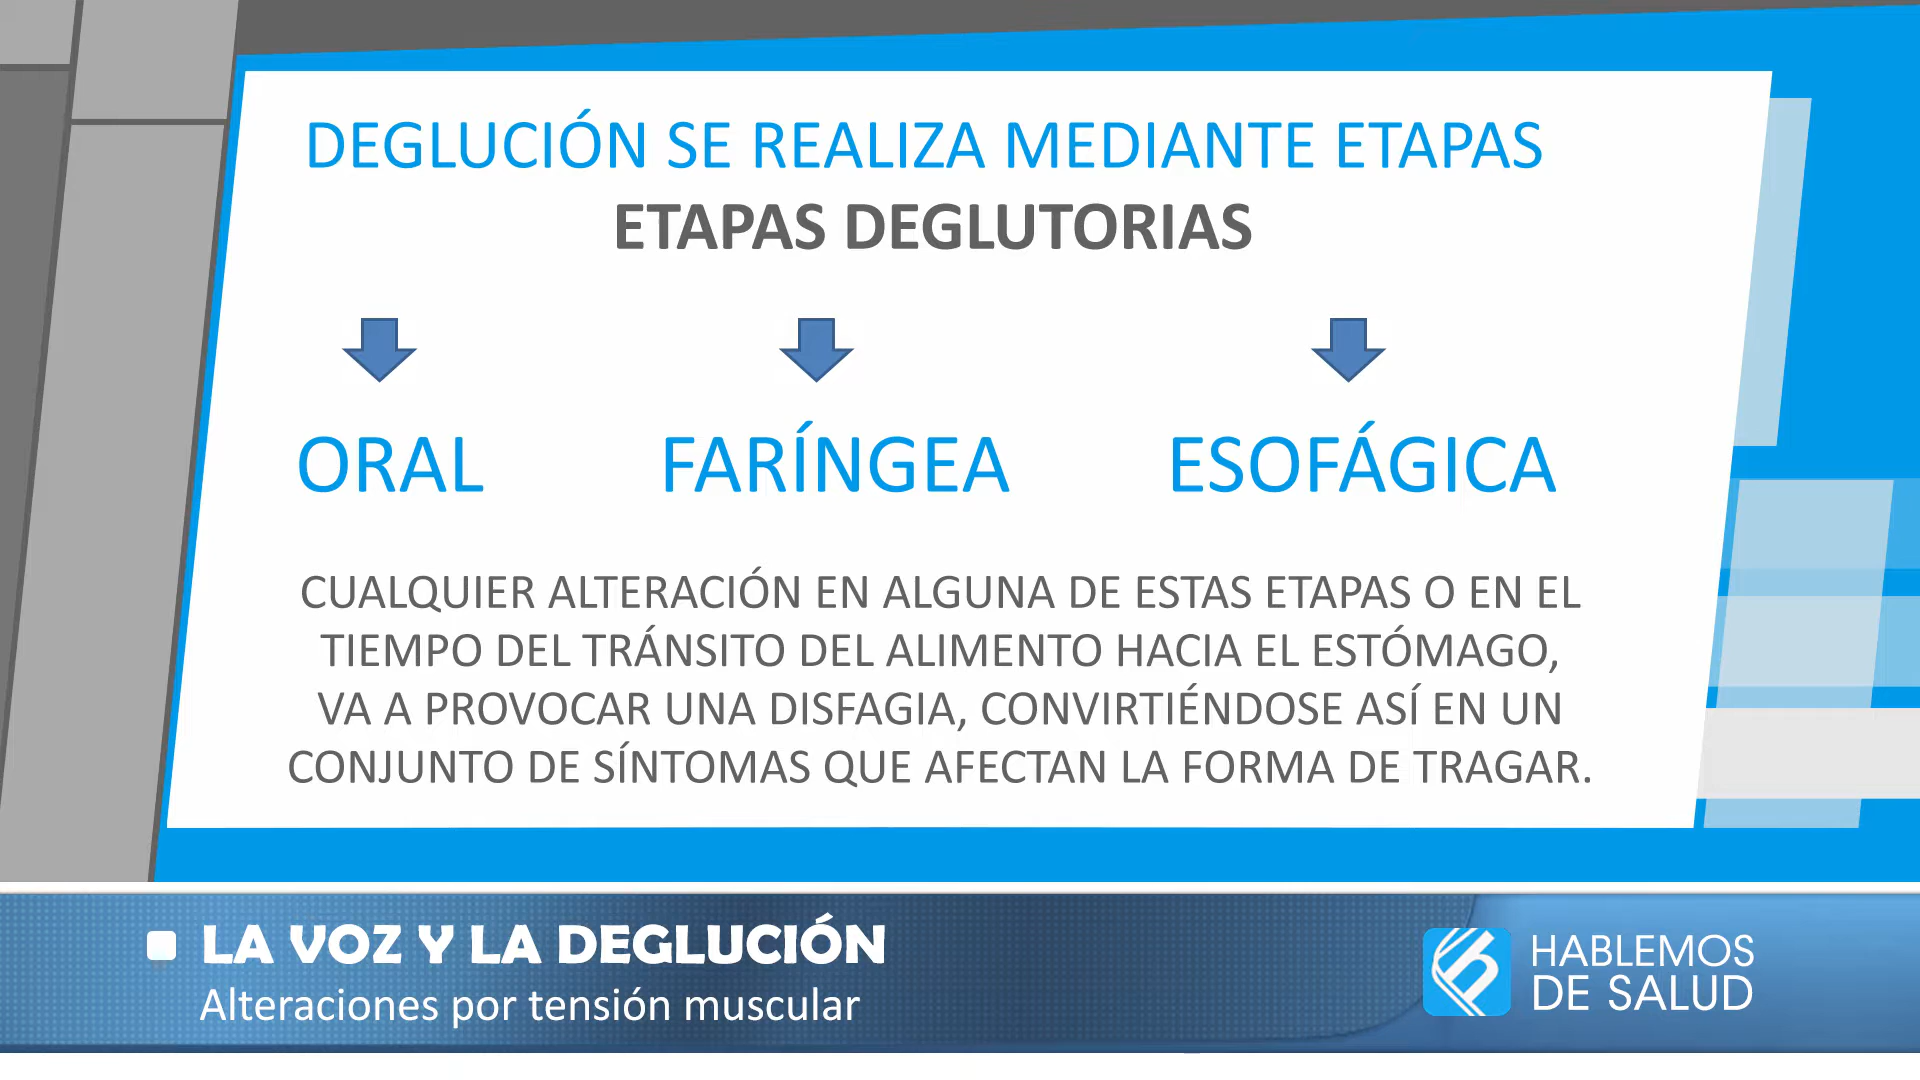 DEGLUCIÓN SE REALIZA MEDIANTE ETAPAS
ETAPAS DEGLUTORIAS
ORAL FARÍNGEA ESOFÁGICA
CUALQUIER ALTERACIÓN EN ALGUNA DE ESTAS ETAPAS O EN EL
TIEMPO DEL TRÁNSITO DEL ALIMENTO HACIA EL ESTÓMAGO,
VA A PROVOCAR UNA DISFAGIA, CONVIRTIÉNDOSE ASÍ EN UN
CONJUNTO DE SÍNTOMAS QUE AFECTAN LA FORMA DE TRAGAR.
LA VOZ Y LA DEGLUCIÓN
Alteraciones por tensión muscular
HABLEMOS
DE SALUD